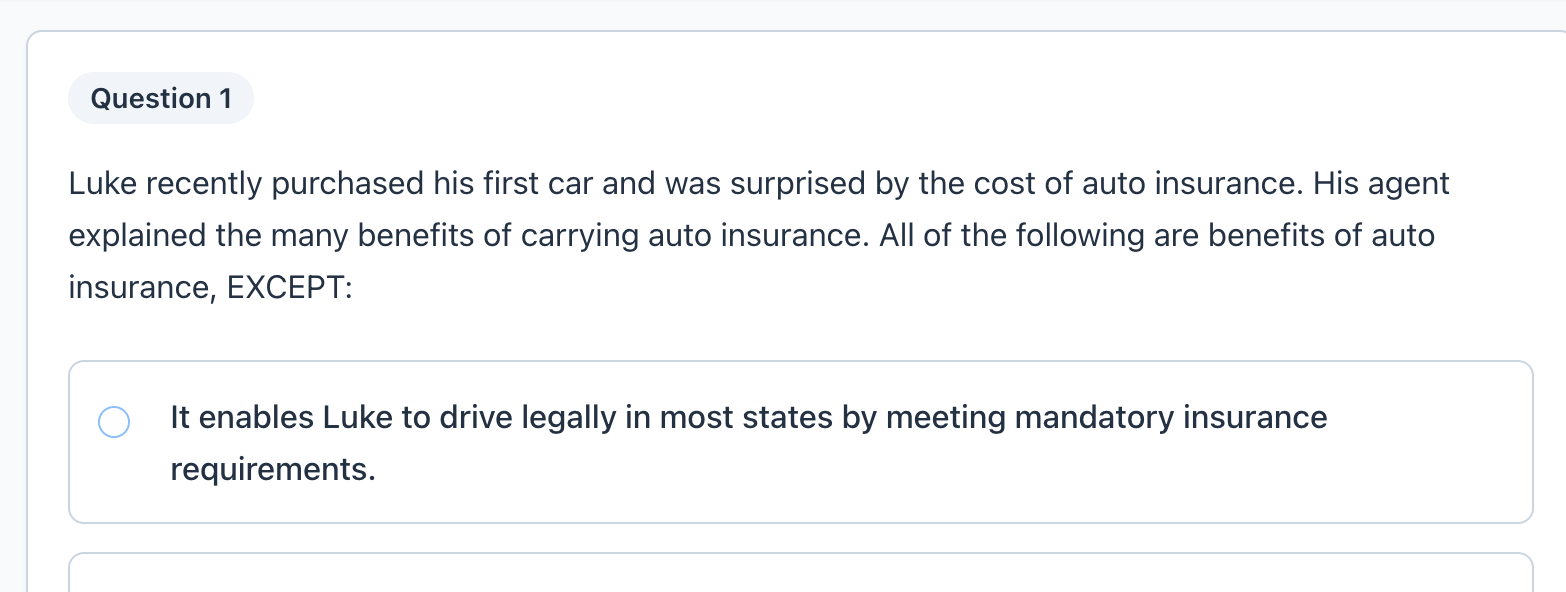 Question 1
Luke recently purchased his first car and was surprised by the cost of auto insurance. His agent
explained the many benefits of carrying auto insurance. All of the following are benefits of auto
insurance, EXCEPT:
It enables Luke to drive legally in most states by meeting mandatory insurance
requirements.